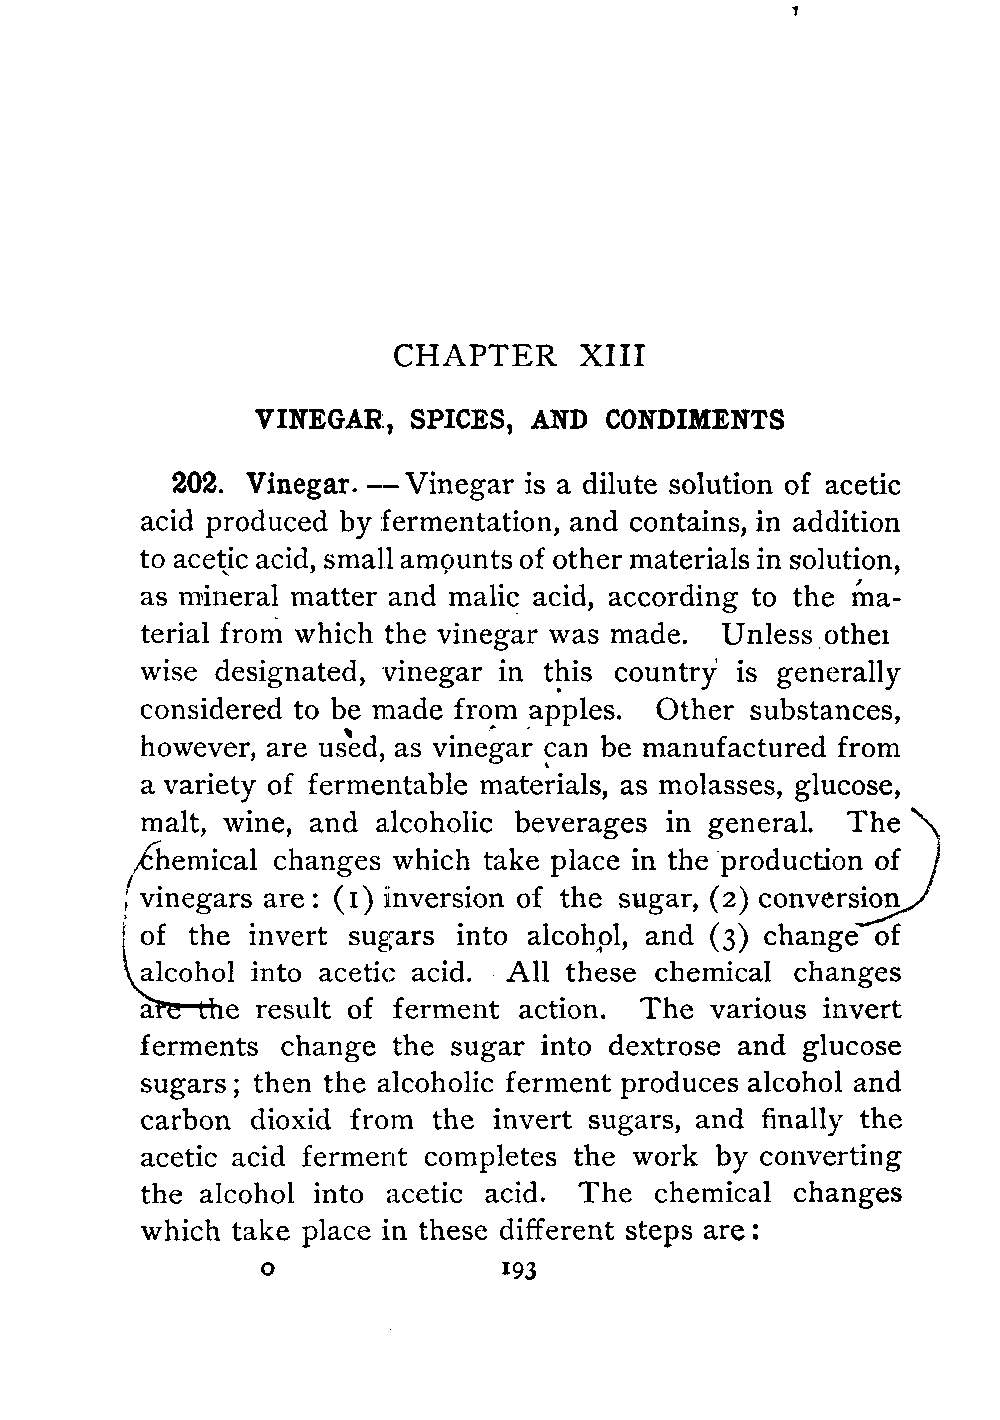 CHAPTER XIII
VINEGAR, SPICES, AND CONDIMENTS
202. Vinegar. — Vinegar is a dilute solution of acetic
acid produced by fermentation, and contains, in addition
to acetic acid, small amounts of other materials in solution,
as mineral matter and malic acid, according to the ma-
terial from which the vinegar was made. Unless other
wise designated, vinegar in this country is generally
considered to be made from apples. Other substances,
however, are used, as vinegar can be manufactured from
a variety of fermentable materials, as molasses, glucose,
malt, wine, and alcoholic beverages in general. The
chemical changes which take place in the production of
vinegars are: (1) inversion of the sugar, (2) conversion
of the invert sugars into alcohol, and (3) change of
alcohol into acetic acid. All these chemical changes
are the result of ferment action. The various invert
ferments change the sugar into dextrose and glucose
sugars; then the alcoholic ferment produces alcohol and
carbon dioxid from the invert sugars, and finally the
acetic acid ferment completes the work by converting
the alcohol into acetic acid. The chemical changes
which take place in these different steps are:
O 193